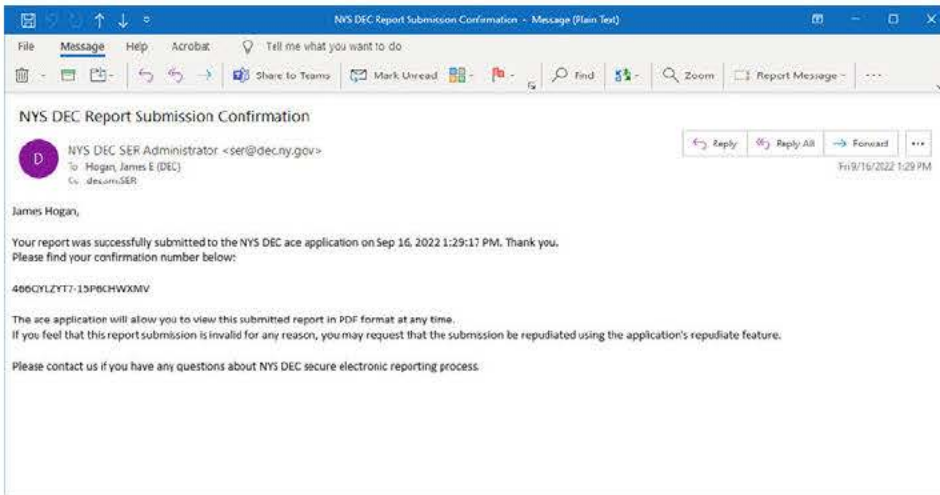 NYS DEC Report Submission Confirmation - Message (Plain Text)
File Message Help Acrobat Tell me what you want to do
Share to Teams Mark Unread Find Zoom Report Message
NYS DEC Report Submission Confirmation
D
NYS DEC SER Administrator <ser@dec.ny.gov>
To Hogan, James E (DEC)
Cc dec.sm.SER
Reply Reply All Forward
Fri 9/16/2022 1:29 PM
James Hogan,
Your report was successfully submitted to the NYS DEC ace application on Sep 16, 2022 1:29:17 PM. Thank you.
Please find your confirmation number below:
The ace application will allow you to view this submitted report in PDF format at any time.
If you feel that this report submission is invalid for any reason, you may request that the submission be repudiated using the application's repudiate feature.
Please contact us if you have any questions about NYS DEC secure electronic reporting process.